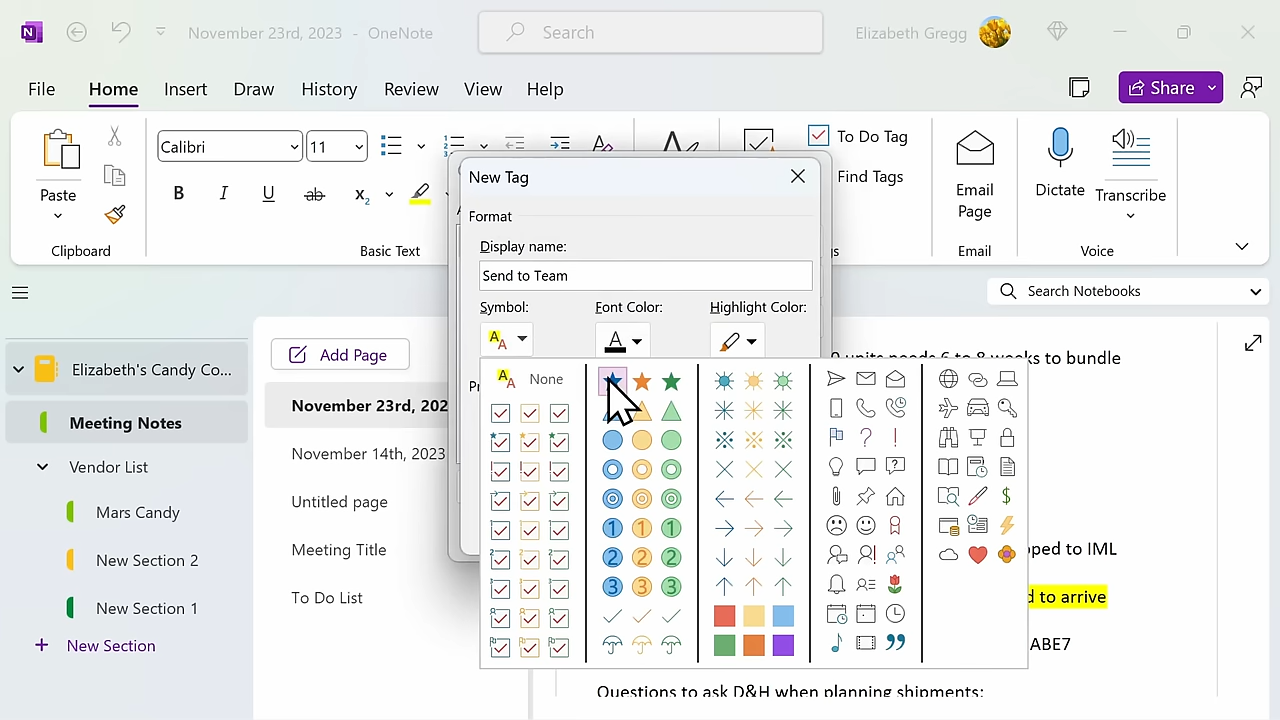 November 23rd, 2023 - OneNote
Search
Elizabeth Gregg
File Home Insert Draw History Review View Help
Share
Calibri 11
To Do Tag
Find Tags
Paste
Email Page
Dictate
Transcribe
Clipboard
Basic Text
Email
Voice
New Tag
Format
Display name:
Send to Team
Symbol: Font Color: Highlight Color:
None
Search Notebooks
Elizabeth's Candy Co...
Meeting Notes
Vendor List
Mars Candy
New Section 2
New Section 1
New Section
Add Page
November 23rd, 202
November 14th, 2023
Untitled page
Meeting Title
To Do List
units needs 6 to 8 weeks to bundle
to IML
to arrive
ABE7
Questions to ask D&H when planning shipments: